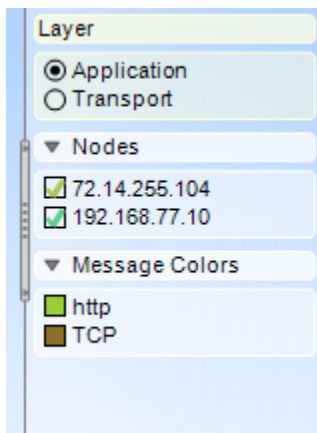 Layer
Application
Transport
Nodes
72.14.255.104
192.168.77.10
Message Colors
http
TCP